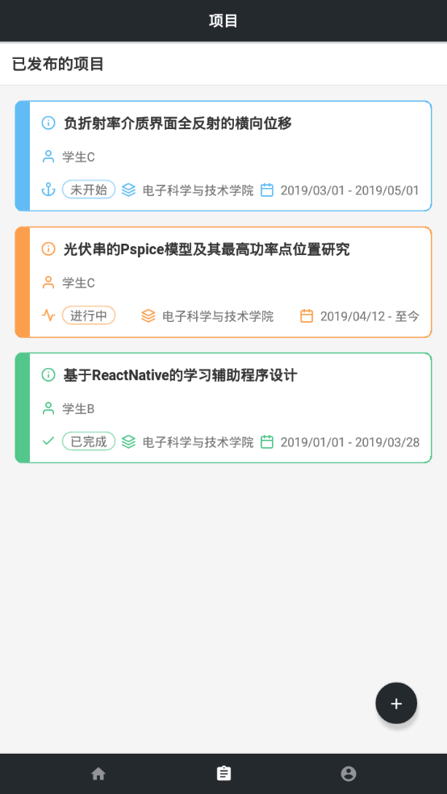 项目
已发布的项目
负折射率介质界面全反射的横向位移
学生C
未开始 电子科学与技术学院 2019/03/01 - 2019/05/01
光伏串的Pspice模型及其最高功率点位置研究
学生C
进行中 电子科学与技术学院 2019/04/12 - 至今
基于ReactNative的学习辅助程序设计
学生B
已完成 电子科学与技术学院 2019/01/01 - 2019/03/28